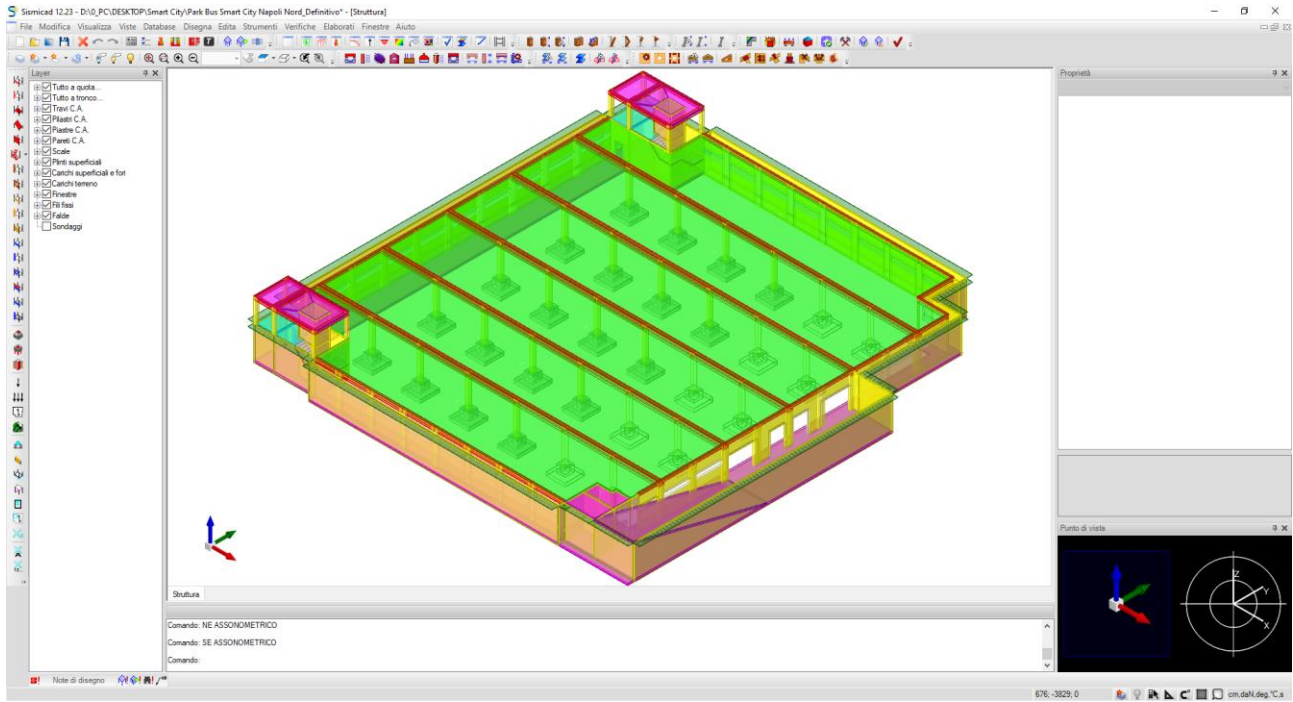 Sismicad 12.23 - D:\0_PC\DESKTOP\Smart City\Park Bus Smart City Napoli Nord_Definitivo* - [Struttura]
File Modifica Visualizza Viste Database Disegna Edita Strumenti Verifiche Elaborati Finestre Aiuto
Layer
Proprietà
Tutto a quota...
Tutto a tronco...
Travi C.A.
Pilastri C.A.
Piastre C.A.
Pareti C.A.
Scale
Plinti superficiali
Carichi superficiali e fori
Carichi terreno
Finestre
Fili fissi
Falde
Sondaggi
Punto di vista
Z
Y
X
Struttura
Comando: NE ASSONOMETRICO
Comando: SE ASSONOMETRICO
Comando:
Note di disegno
676; -3829; 0
cm,daN,deg,°C,s